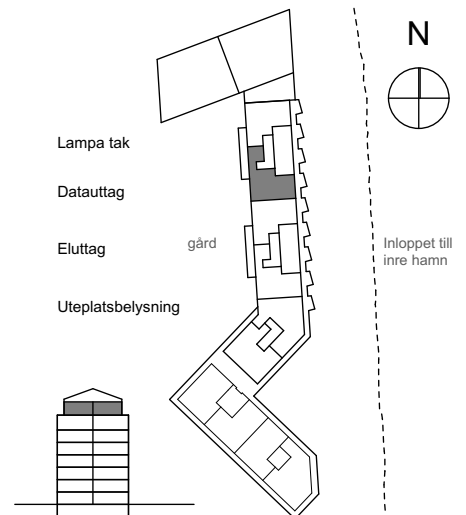 N
Lampa tak
Datauttag
Eluttag
gård
Inloppet till
inre hamn
Uteplatsbelysning